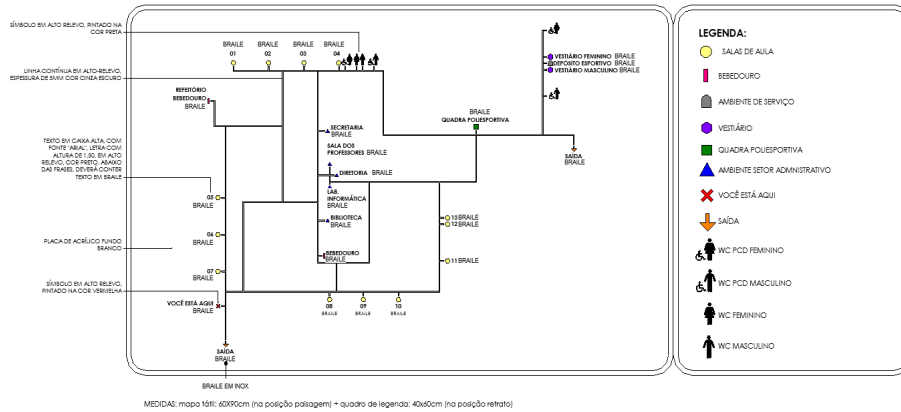 SÍMBOLO EM ALTO RELEVO, PINTADO NA
COR PRETA
LINHA CONTÍNUA EM ALTO-RELEVO,
ESPESSURA DE 5MM COR CINZA ESCURO
TEXTO EM CAIXA ALTA, COM
FONTE "ARIAL", LETRA COM
ALTURA DE 1,50, EM ALTO
RELEVO, COR PRETO, ABAIXO
DAS FRASES, DEVERÁ CONTER
TEXTO EM BRAILE
PLACA DE ACRÍLICO FUNDO
BRANCO
SÍMBOLO EM ALTO RELEVO,
PINTADO NA COR VERMELHA
BRAILE
01
BRAILE
02
BRAILE
03
BRAILE
04
REFEITÓRIO
BEBEDOURO
BRAILE
SECRETARIA
BRAILE
SALA DOS
PROFESSORES BRAILE
DIRETORIA BRAILE
LAB.
INFORMÁTICA
BRAILE
BIBLIOTECA
BRAILE
BEBEDOURO
BRAILE
BRAILE
QUADRA POLIESPORTIVA
VESTIÁRIO FEMININO BRAILE
DEPÓSITO ESPORTIVO BRAILE
VESTIÁRIO MASCULINO BRAILE
SAÍDA
BRAILE
05
BRAILE
06
BRAILE
07
BRAILE
13 BRAILE
12 BRAILE
11 BRAILE
VOCÊ ESTÁ AQUI
BRAILE
08
BRAILE
09
BRAILE
10
BRAILE
SAÍDA
BRAILE
BRAILE EM INOX
LEGENDA:
SALAS DE AULA
BEBEDOURO
AMBIENTE DE SERVIÇO
VESTIÁRIO
QUADRA POLIESPORTIVA
AMBIENTE SETOR ADMNISTRATIVO
VOCÊ ESTÁ AQUI
SAÍDA
WC PCD FEMININO
WC PCD MASCULINO
WC FEMININO
WC MASCULINO
MEDIDAS: mapa tátil: 60X90cm (na posição paisagem) + quadro de legenda: 40x60cm (na posição retrato)